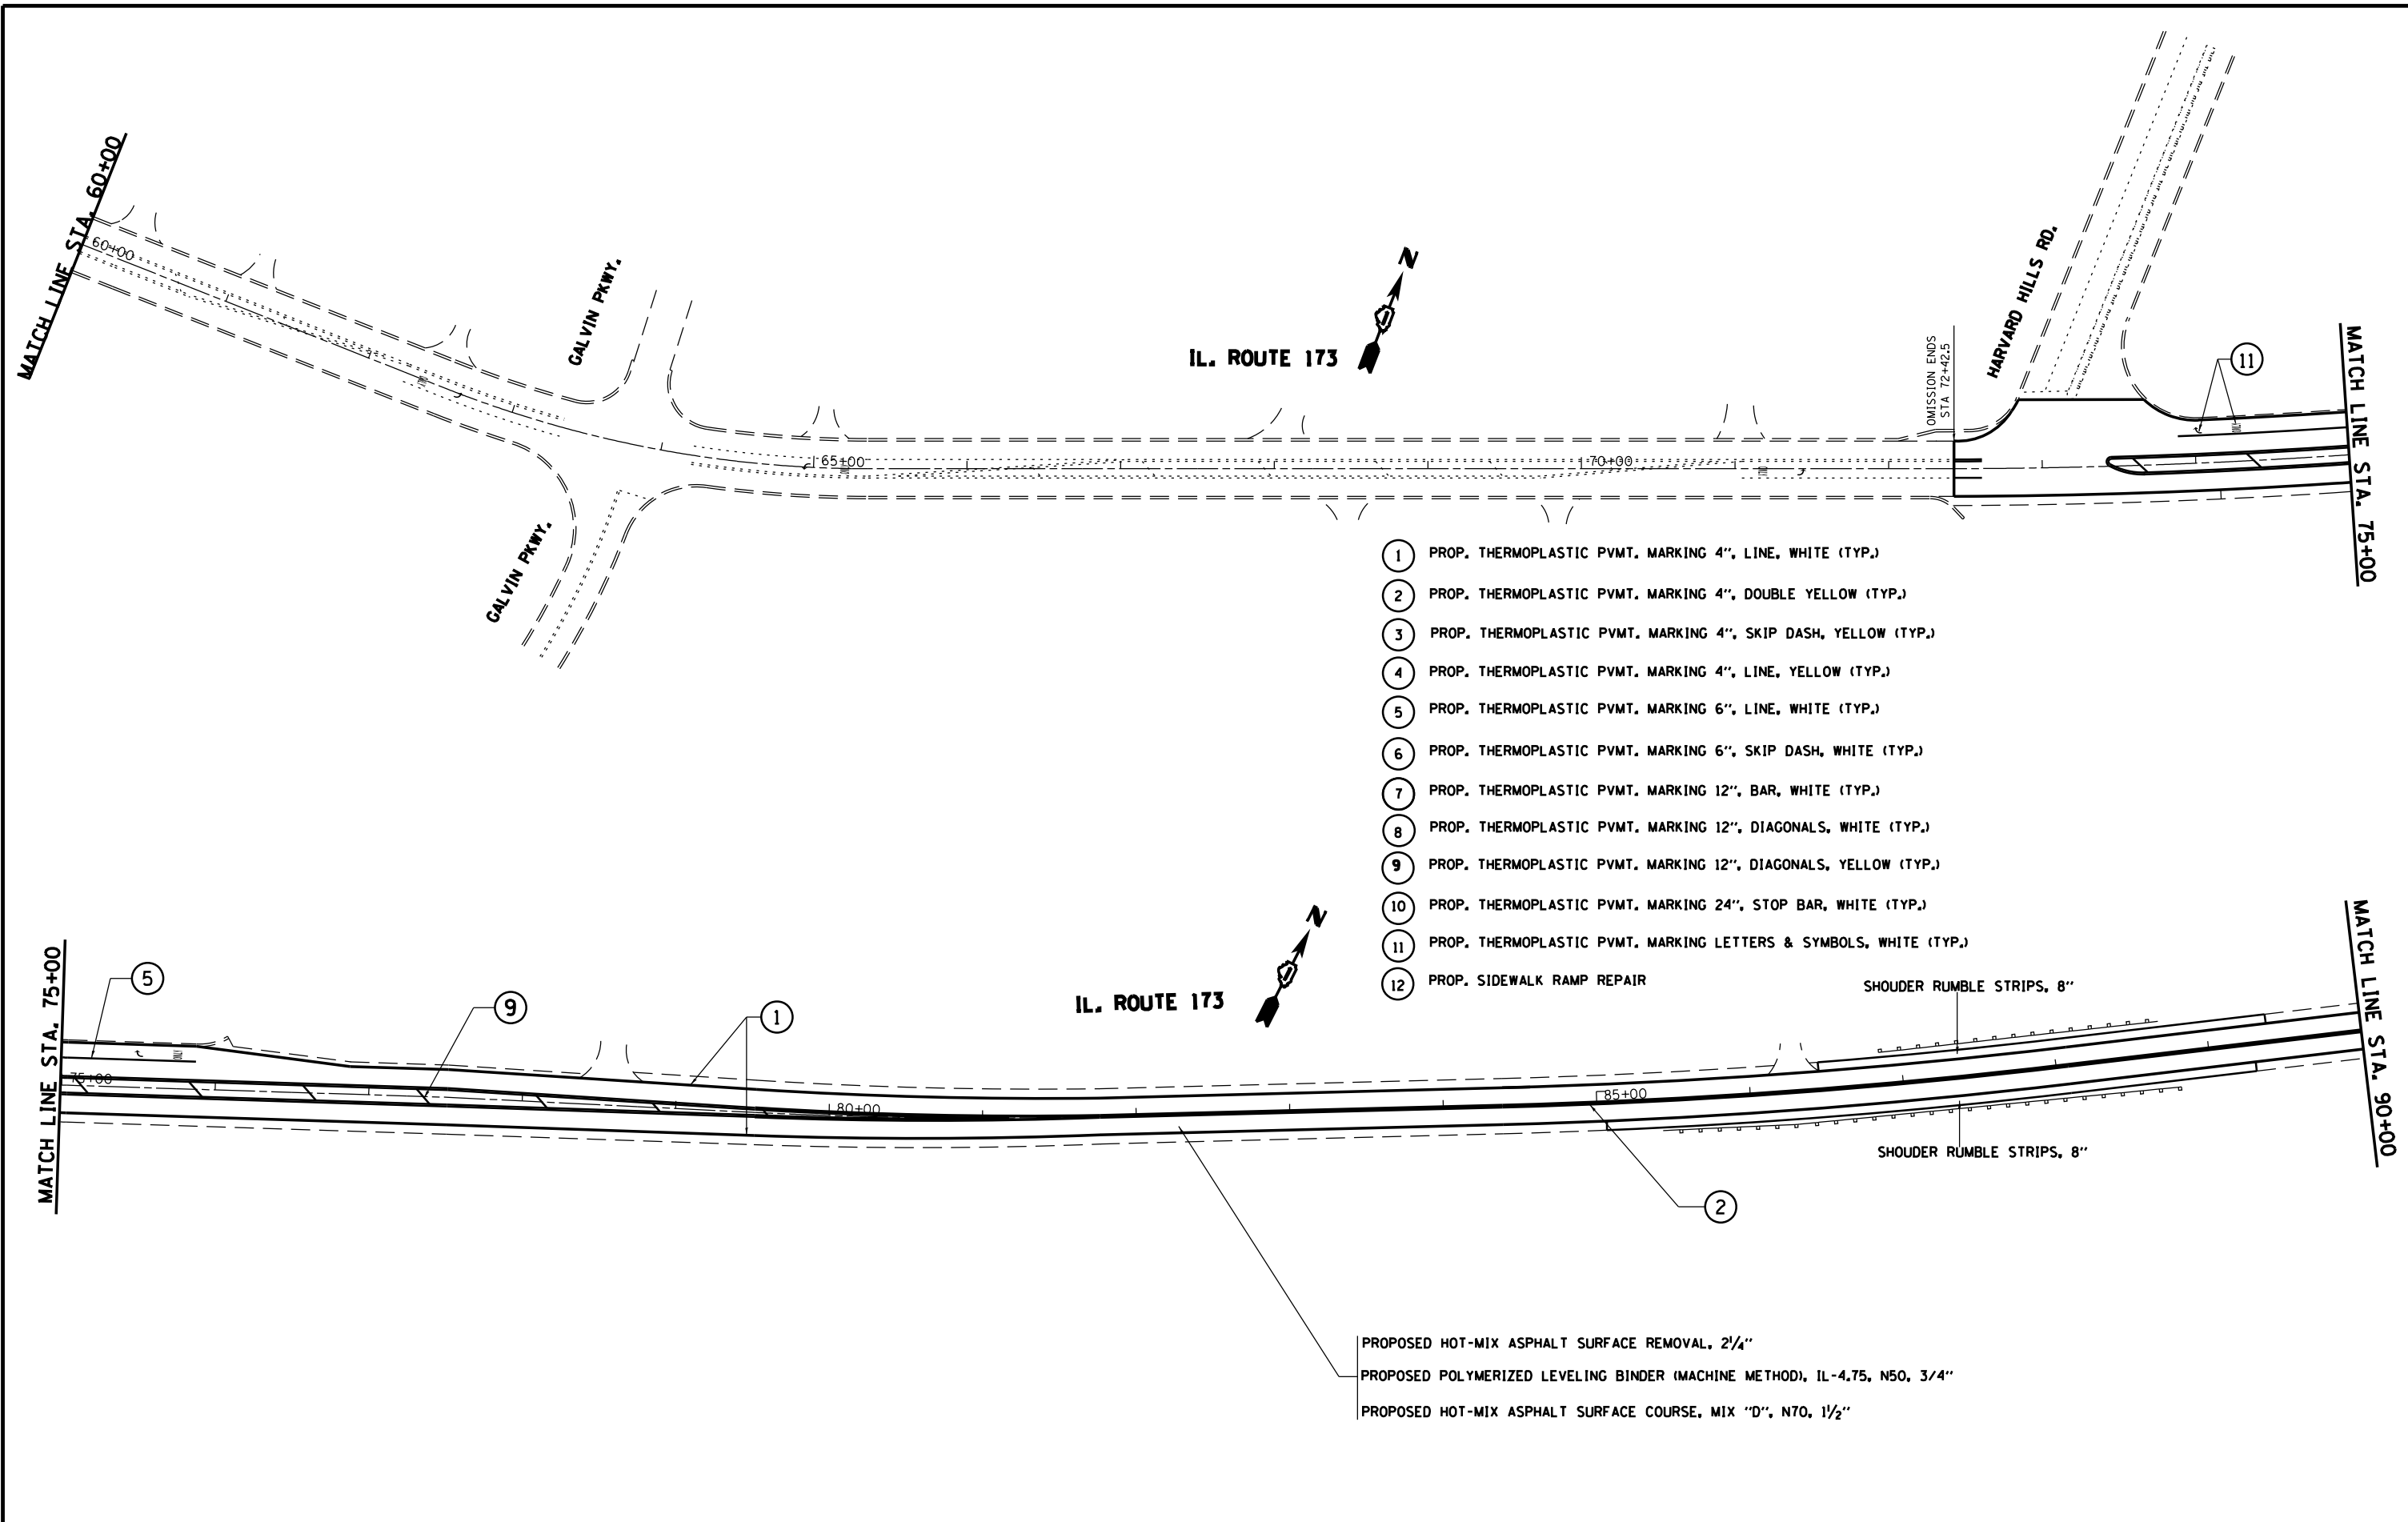 MATCH LINE STA. 60+00
60+00
GALVIN PKWY.
GALVIN PKWY.
65+00
ONLY
IL. ROUTE 173
N
70+00
OMISSION ENDS
STA 72+42.5
HARVARD HILLS RD.
11
ONLY
MATCH LINE STA. 75+00
1 PROP. THERMOPLASTIC PVMT. MARKING 4", LINE, WHITE (TYP.)
2 PROP. THERMOPLASTIC PVMT. MARKING 4", DOUBLE YELLOW (TYP.)
3 PROP. THERMOPLASTIC PVMT. MARKING 4", SKIP DASH, YELLOW (TYP.)
4 PROP. THERMOPLASTIC PVMT. MARKING 4", LINE, YELLOW (TYP.)
5 PROP. THERMOPLASTIC PVMT. MARKING 6", LINE, WHITE (TYP.)
6 PROP. THERMOPLASTIC PVMT. MARKING 6", SKIP DASH, WHITE (TYP.)
7 PROP. THERMOPLASTIC PVMT. MARKING 12", BAR, WHITE (TYP.)
8 PROP. THERMOPLASTIC PVMT. MARKING 12", DIAGONALS, WHITE (TYP.)
9 PROP. THERMOPLASTIC PVMT. MARKING 12", DIAGONALS, YELLOW (TYP.)
10 PROP. THERMOPLASTIC PVMT. MARKING 24", STOP BAR, WHITE (TYP.)
11 PROP. THERMOPLASTIC PVMT. MARKING LETTERS & SYMBOLS, WHITE (TYP.)
12 PROP. SIDEWALK RAMP REPAIR
MATCH LINE STA. 75+00
75+00
5
ONLY
9
1
80+00
IL. ROUTE 173
N
85+00
2
SHOUDER RUMBLE STRIPS, 8"
SHOUDER RUMBLE STRIPS, 8"
MATCH LINE STA. 90+00
PROPOSED HOT-MIX ASPHALT SURFACE REMOVAL, 2¼"
PROPOSED POLYMERIZED LEVELING BINDER (MACHINE METHOD), IL-4.75, N50, 3/4"
PROPOSED HOT-MIX ASPHALT SURFACE COURSE, MIX "D", N70, 1½"